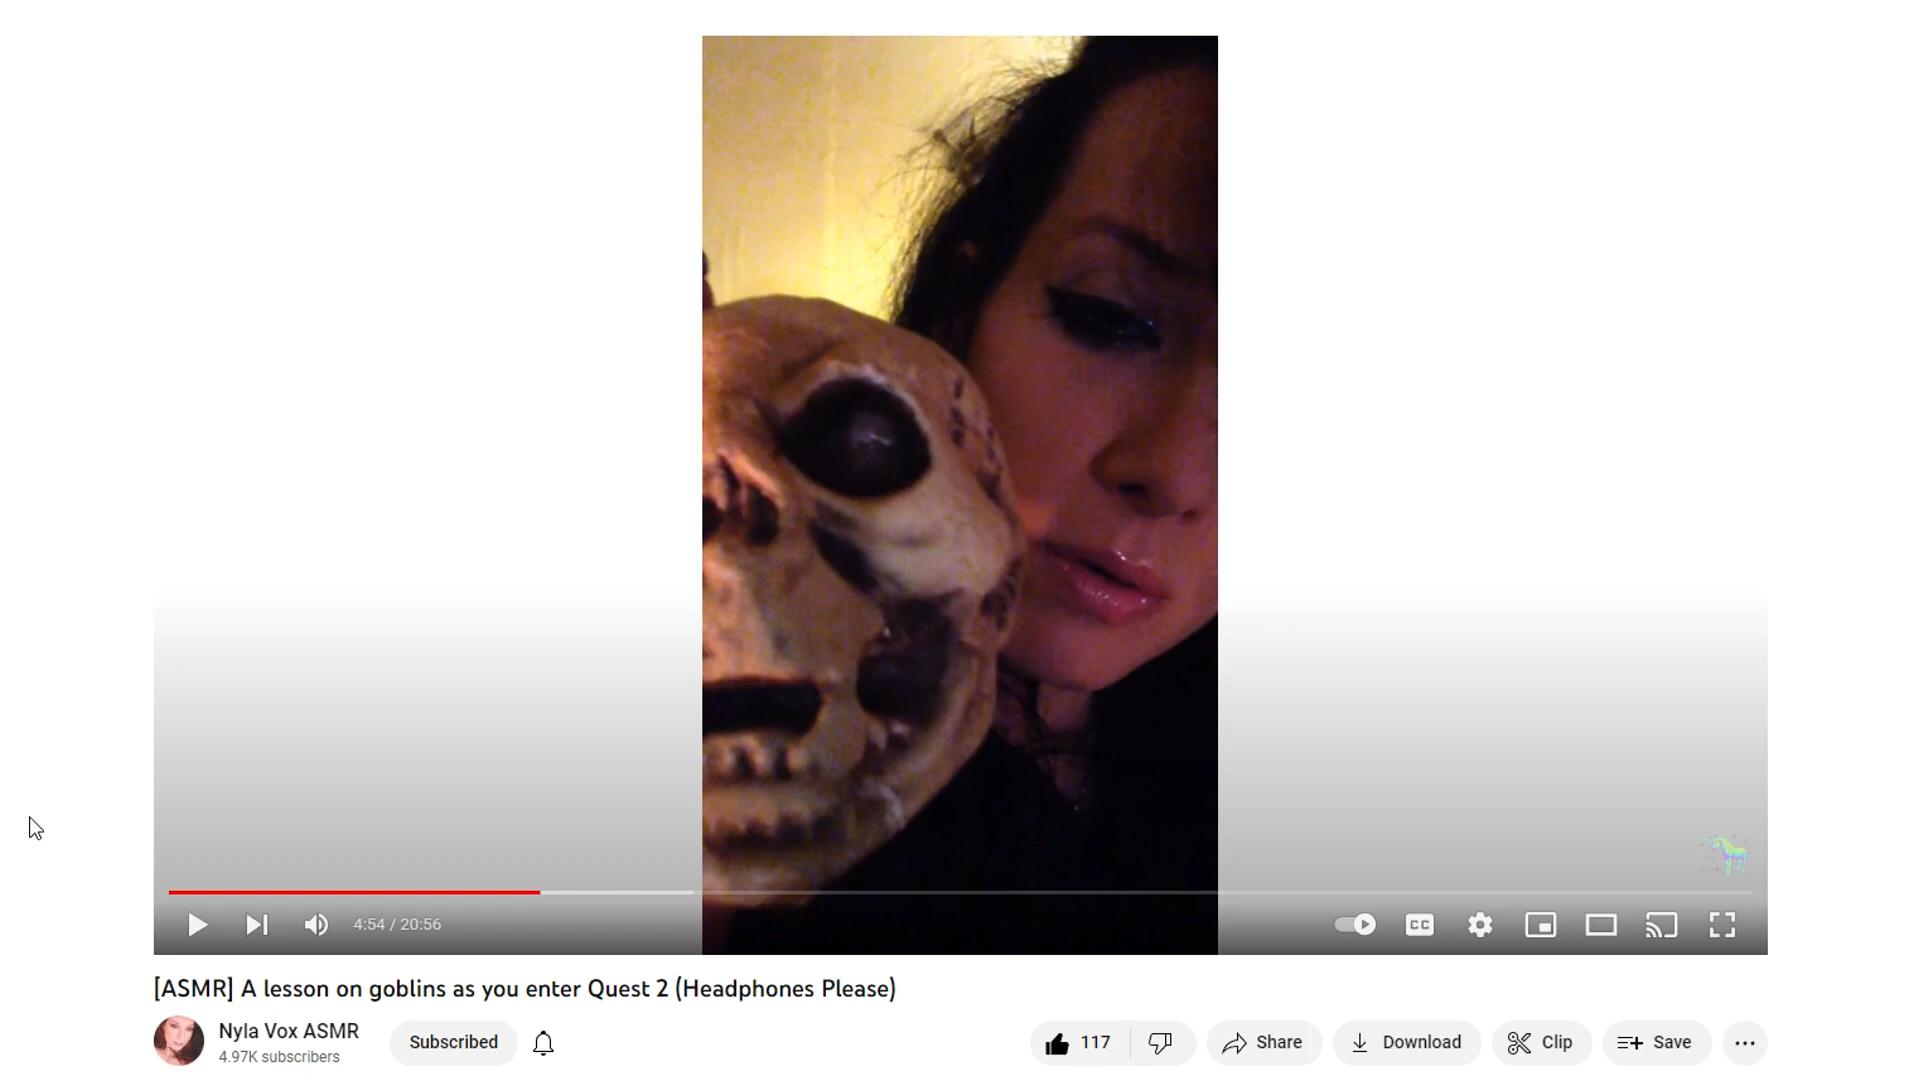 4:54 / 20:56
CC
[ASMR] A lesson on goblins as you enter Quest 2 (Headphones Please)
Nyla Vox ASMR
4.97K subscribers
Subscribed
117
Share
Download
Clip
Save